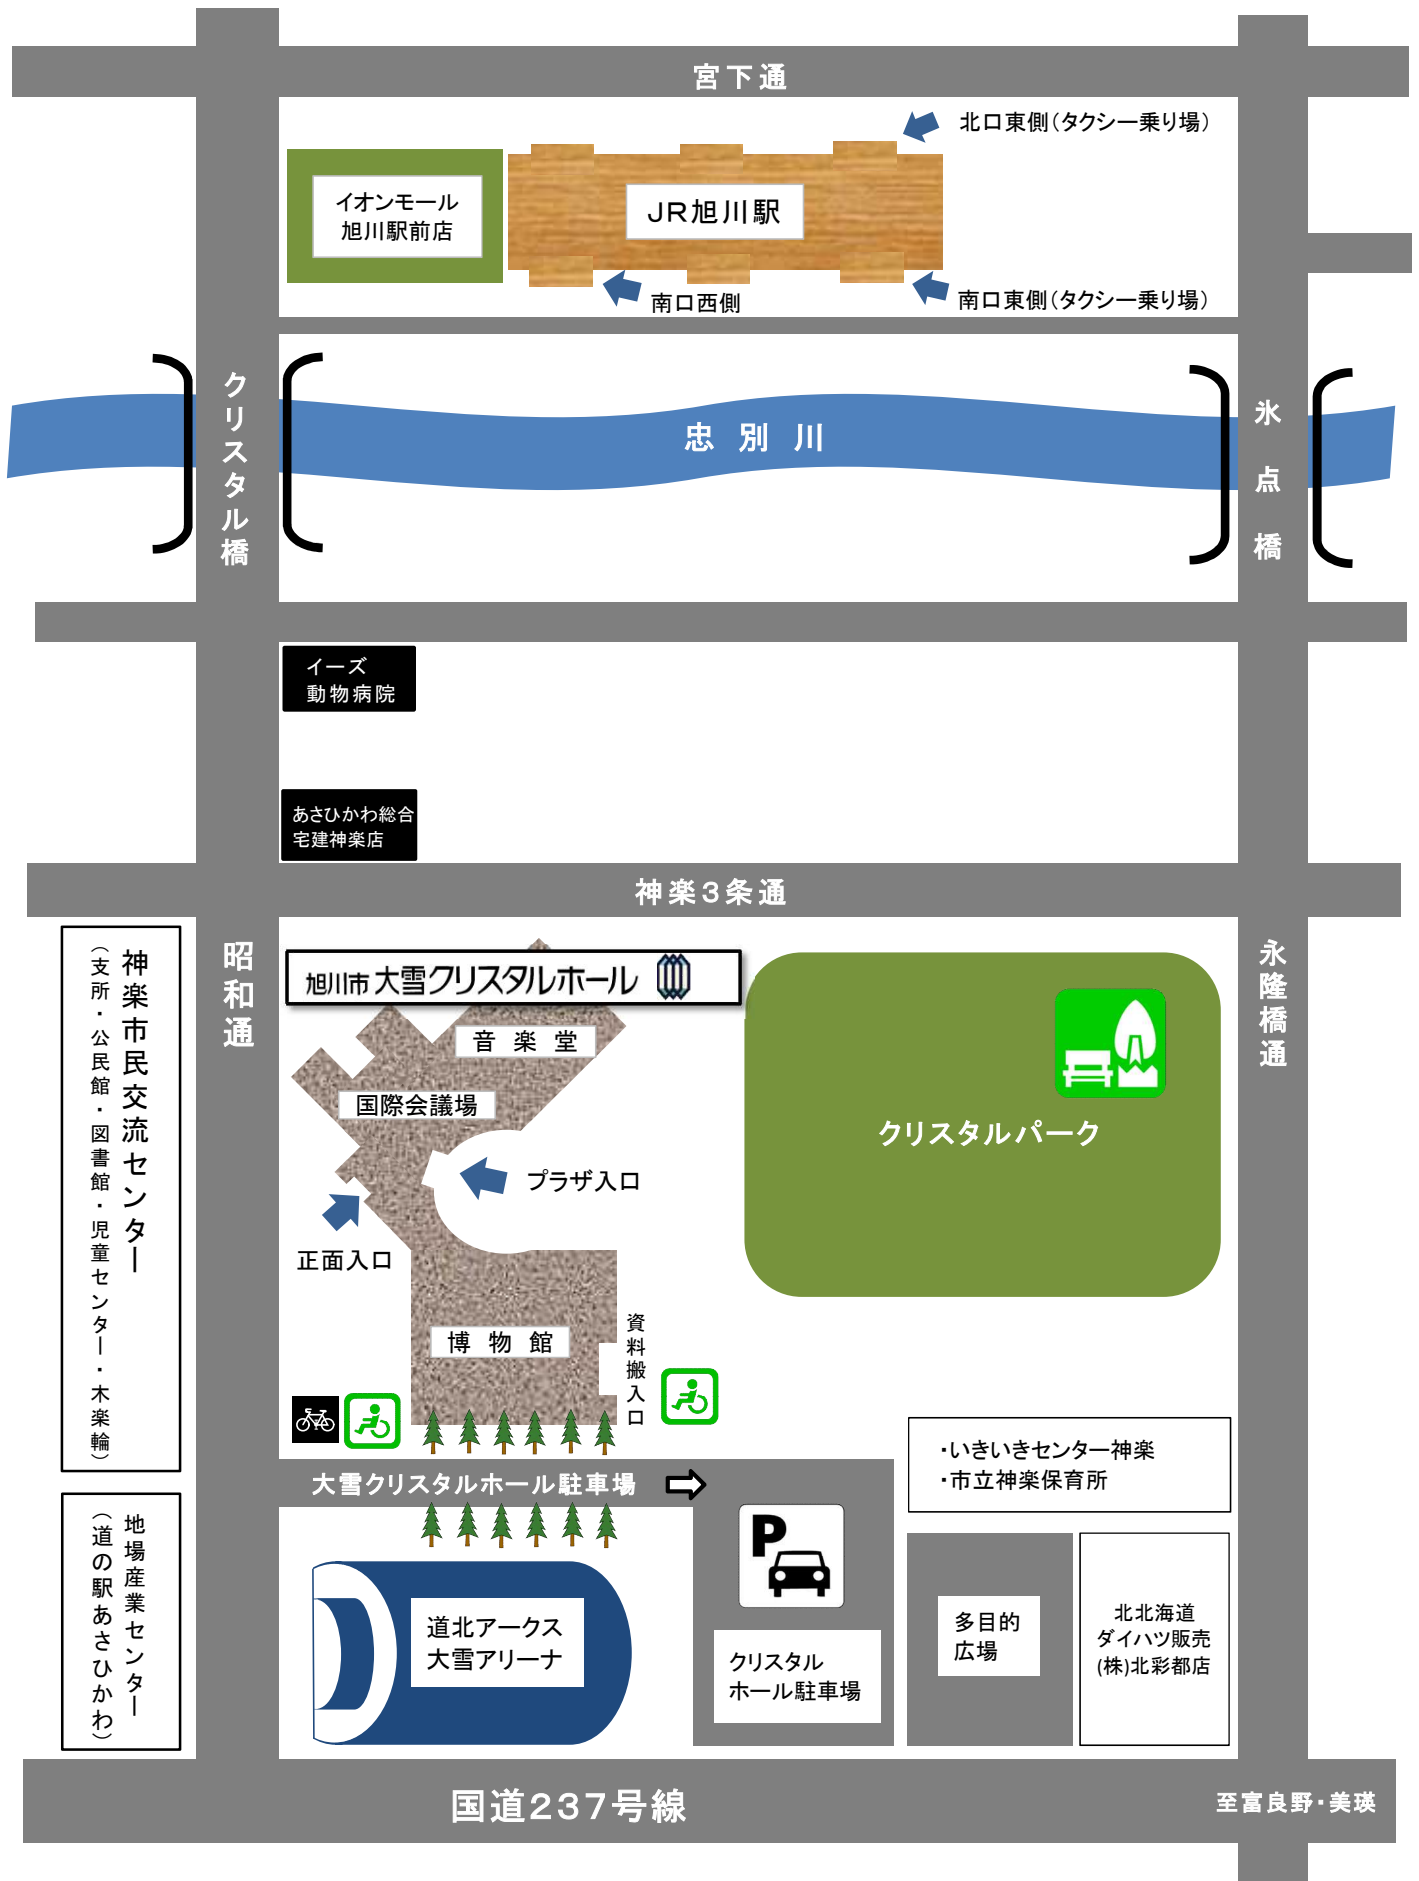 宮下通
北口東側(タクシー乗り場)
イオンモール
旭川駅前店
JR旭川駅
南口西側
南口東側(タクシー乗り場)
クリスタル橋
忠別川
氷点橋
イーズ
動物病院
あさひかわ総合
宅建神楽店
神楽3条通
神楽市民交流センター
(支所・公民館・図書館・児童センター・木楽輪)
昭和通
旭川市大雪クリスタルホール
音楽堂
国際会議場
プラザ入口
正面入口
博物館
資料搬入口
クリスタルパーク
永隆橋通
大雪クリスタルホール駐車場
・いきいきセンター神楽
・市立神楽保育所
地場産業センター
(道の駅あさひかわ)
道北アークス
大雪アリーナ
P
クリスタル
ホール駐車場
多目的
広場
北北海道
ダイハツ販売
(株)北彩都店
国道237号線
至富良野・美瑛